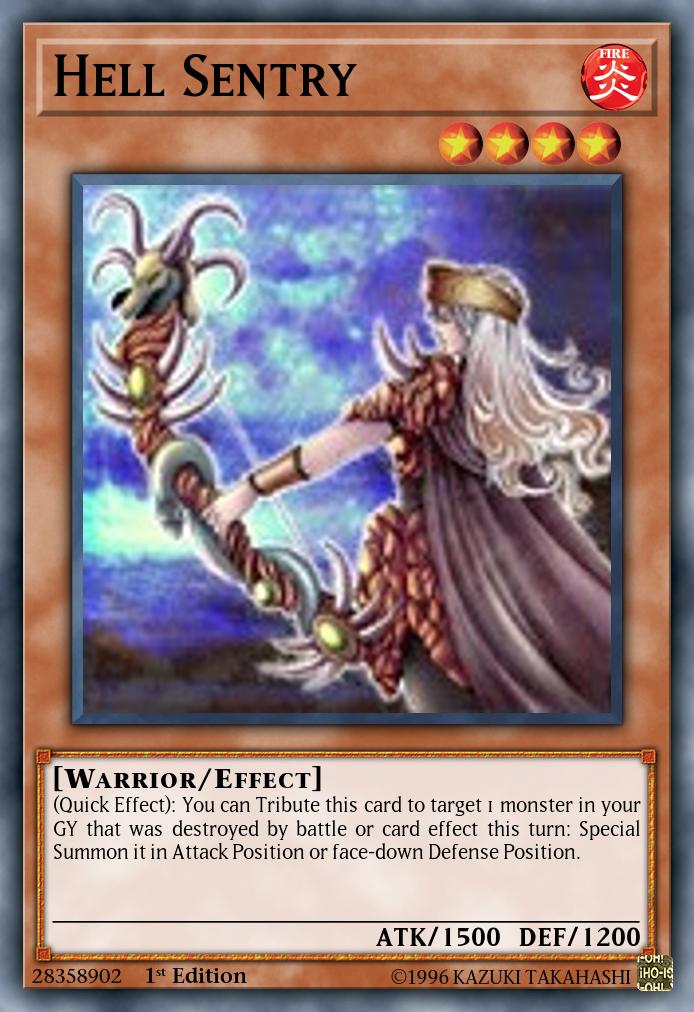 Hell Sentry
FIRE
炎
[Warrior/Effect]
(Quick Effect): You can Tribute this card to target 1 monster in your
GY that was destroyed by battle or card effect this turn: Special
Summon it in Attack Position or face-down Defense Position.
ATK/1500 DEF/1200
28358902 1st Edition ©1996 KAZUKI TAKAHASHI